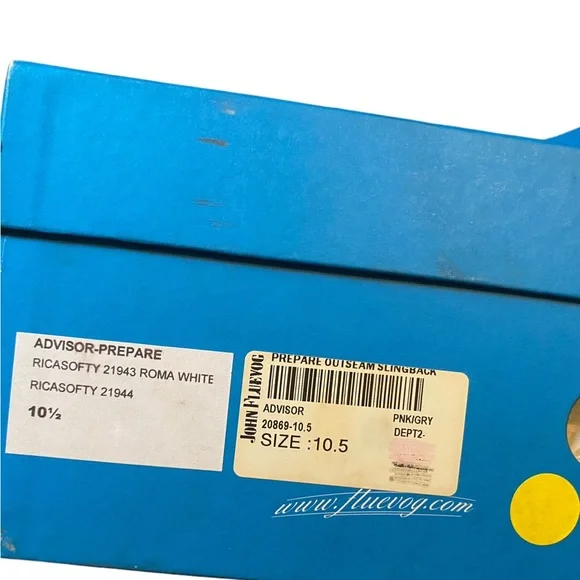 ADVISOR-PREPARE
RICASOFTY 21943 ROMA WHITE
RICASOFTY 21944
10½
JOHN FLUEVOG
PREPARE OUTSEAM SLINGBACK
ADVISOR
20869-10.5 PNK/GRY
SIZE :10.5 DEPT2-
www.fluevog.com